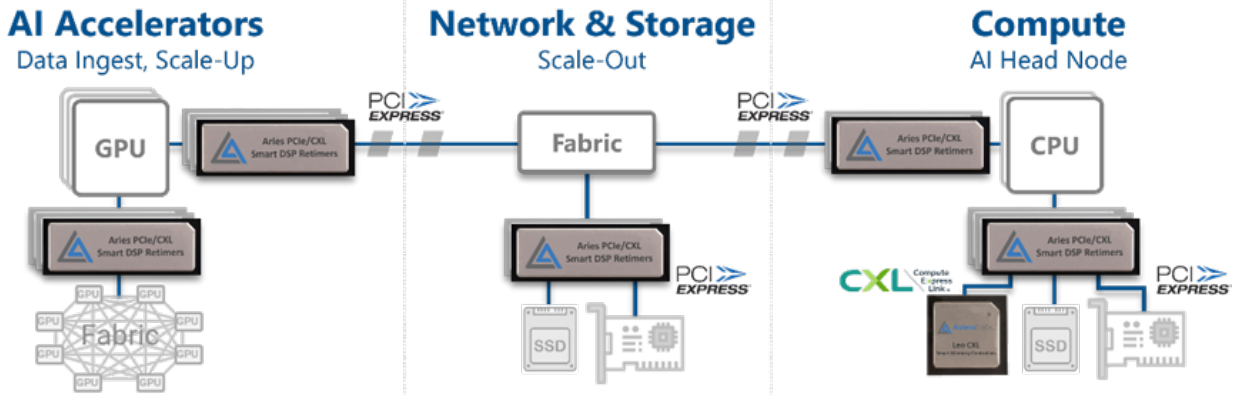 AI Accelerators
Data Ingest, Scale-Up
Network & Storage
Scale-Out
Compute
AI Head Node
GPU
Aries PCIe/CXL
Smart DSP Retimers
PCI
EXPRESS®
Fabric
PCI
EXPRESS®
Aries PCIe/CXL
Smart DSP Retimers
CPU
Aries PCIe/CXL
Smart DSP Retimers
GPU
GPU
GPU
GPU
Fabric
GPU
GPU
GPU
GPU
Aries PCIe/CXL
Smart DSP Retimers
PCI
EXPRESS®
SSD
Aries PCIe/CXL
Smart DSP Retimers
CXL
Compute
Express
Link
PCI
EXPRESS®
Leo CXL
Smart Memory Controllers
SSD